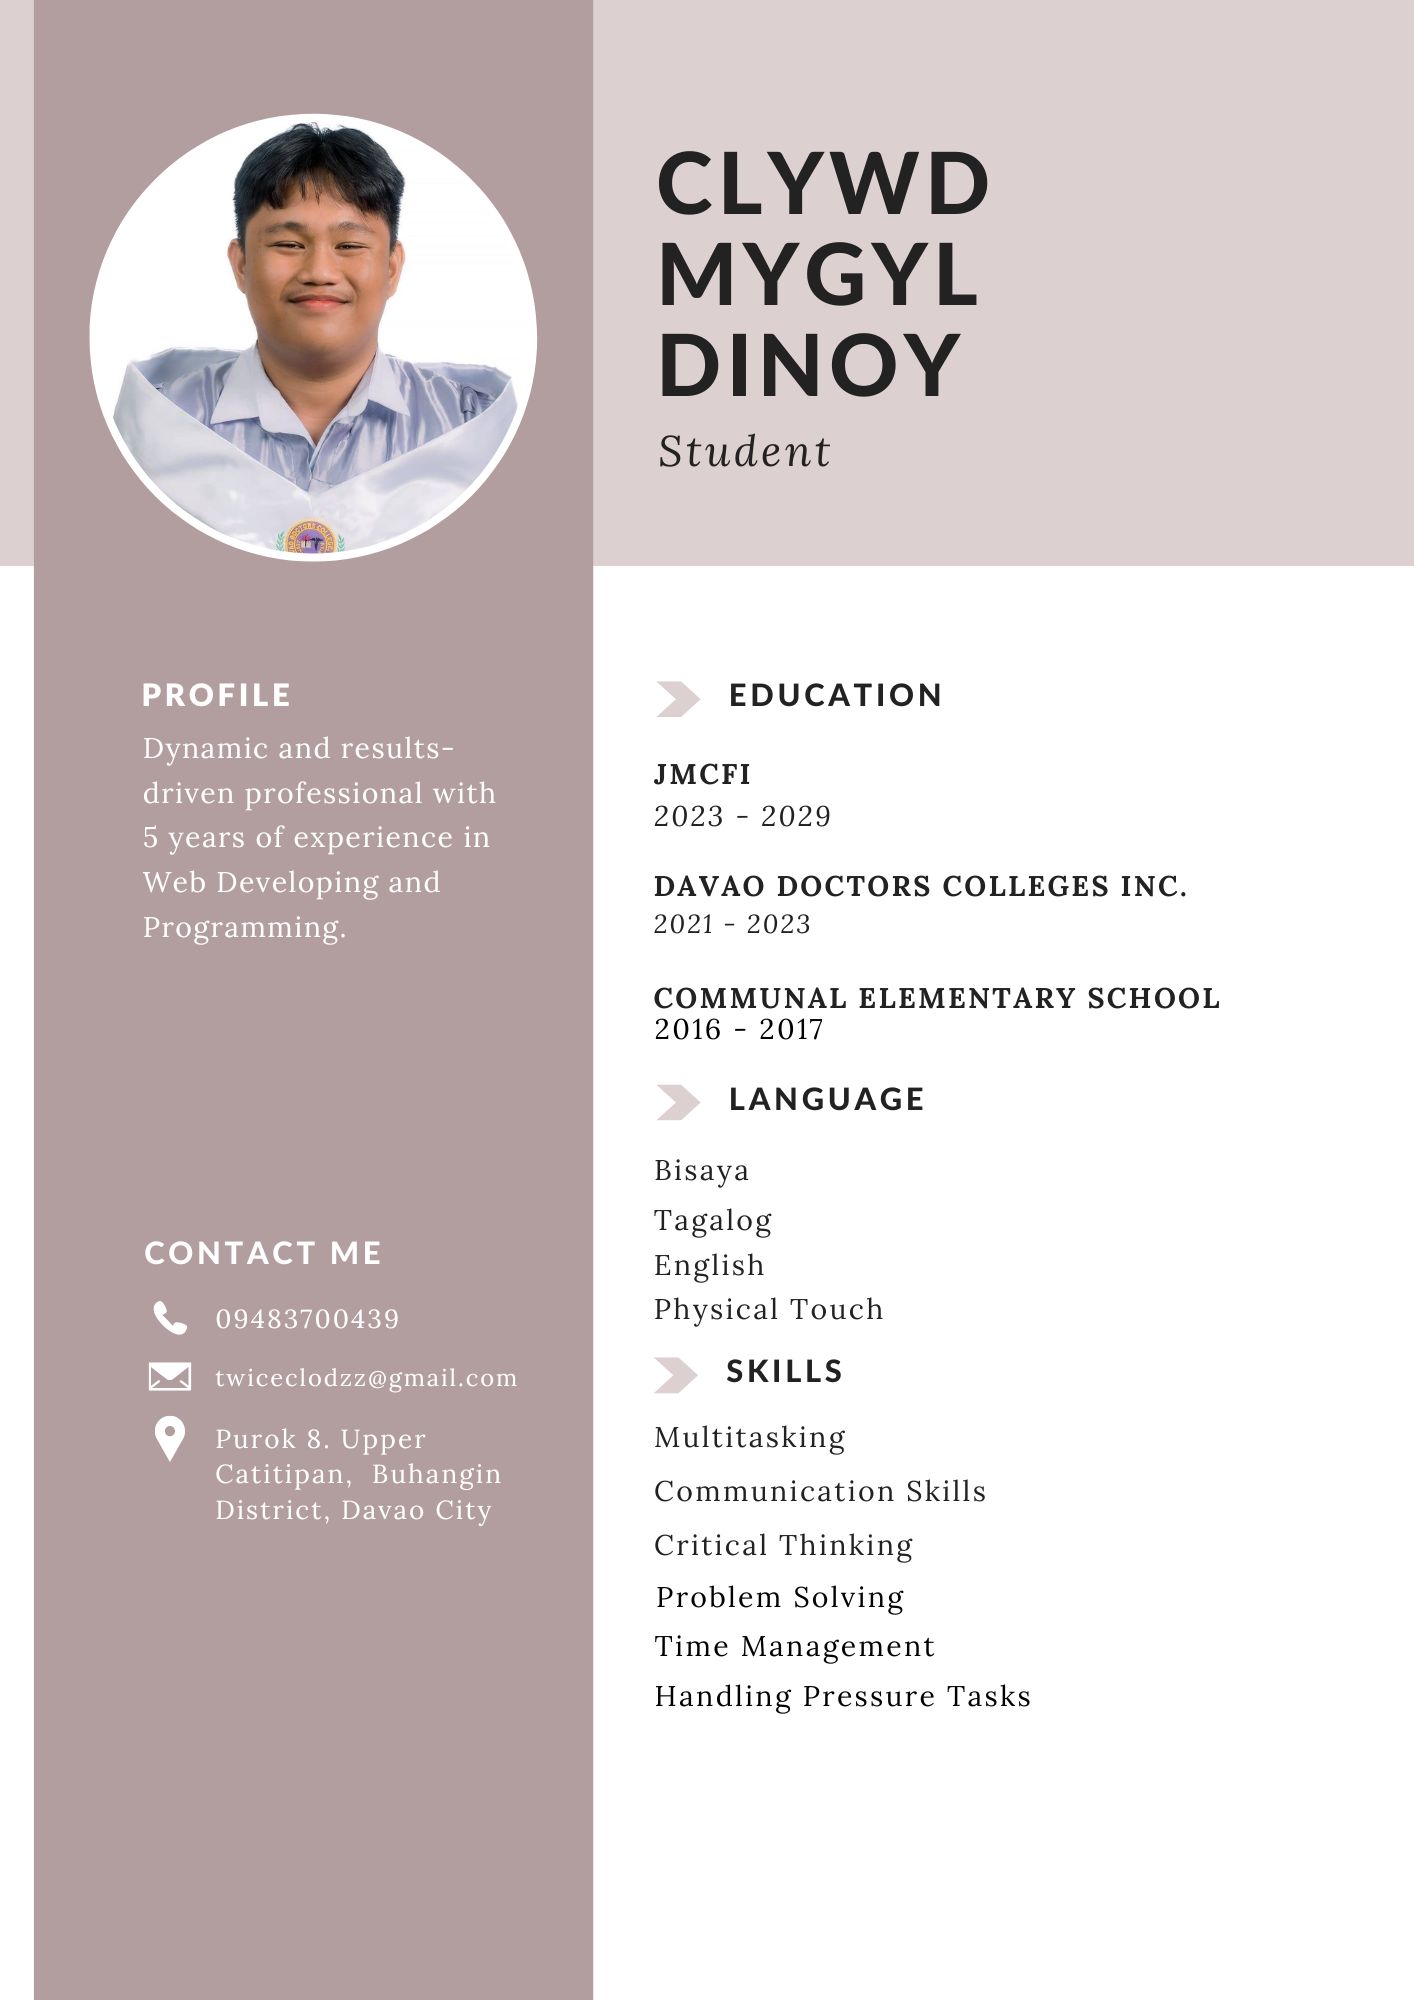 CLYWD
MYGYL
DINOY
Student
PROFILE
Dynamic and results-
driven professional with
5 years of experience in
Web Developing and
Programming.
CONTACT ME
09483700439
twiceclodzz@gmail.com
Purok 8. Upper
Catitipan, Buhangin
District, Davao City
EDUCATION
JMCFI
2023 - 2029
DAVAO DOCTORS COLLEGES INC.
2021 - 2023
COMMUNAL ELEMENTARY SCHOOL
2016 - 2017
LANGUAGE
Bisaya
Tagalog
English
Physical Touch
SKILLS
Multitasking
Communication Skills
Critical Thinking
Problem Solving
Time Management
Handling Pressure Tasks